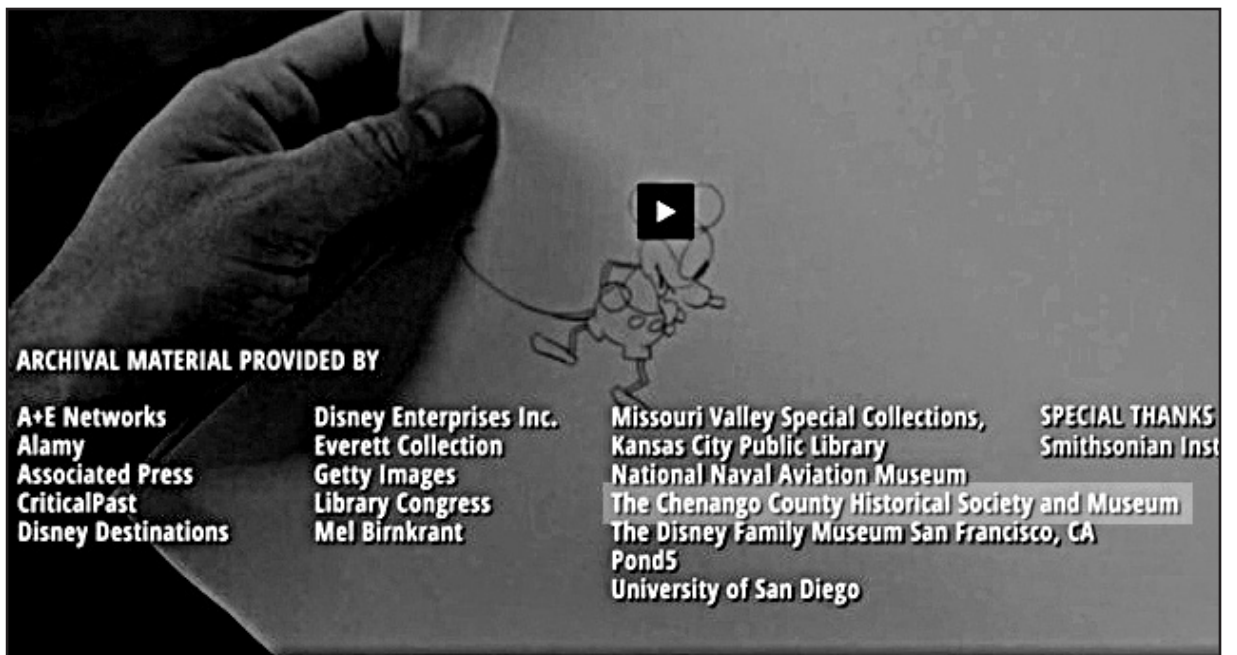 ARCHIVAL MATERIAL PROVIDED BY
A+E Networks
Alamy
Associated Press
CriticalPast
Disney Destinations
Disney Enterprises Inc.
Everett Collection
Getty Images
Library Congress
Mel Birnkrant
Missouri Valley Special Collections,
Kansas City Public Library
National Naval Aviation Museum
The Chenango County Historical Society and Museum
The Disney Family Museum San Francisco, CA
Pond5
University of San Diego
SPECIAL THANKS
Smithsonian